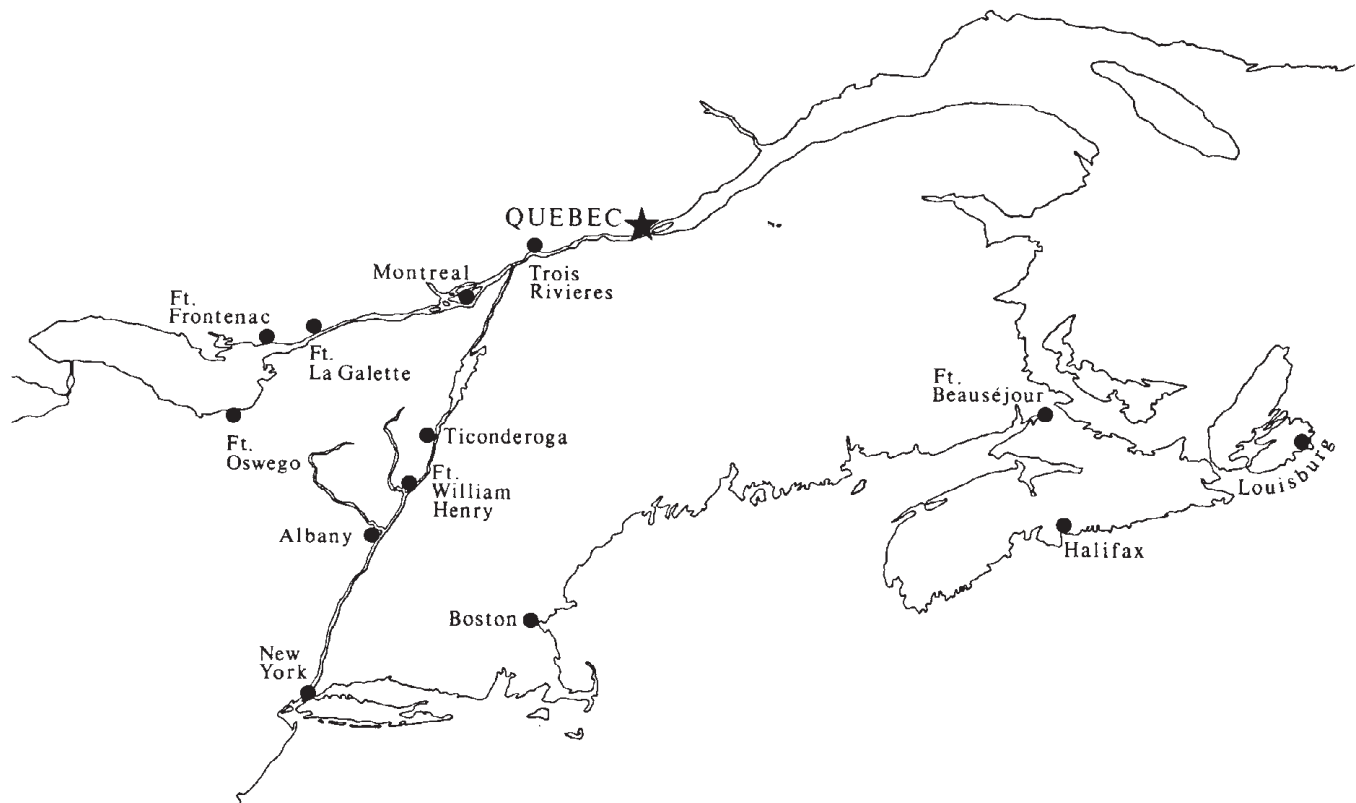 QUEBEC
Montreal
Trois
Rivieres
Ft.
Frontenac
Ft.
La Galette
Ft.
Beauséjour
Ft.
Oswego
Ticonderoga
Ft.
William
Henry
Louisburg
Albany
Halifax
Boston
New
York